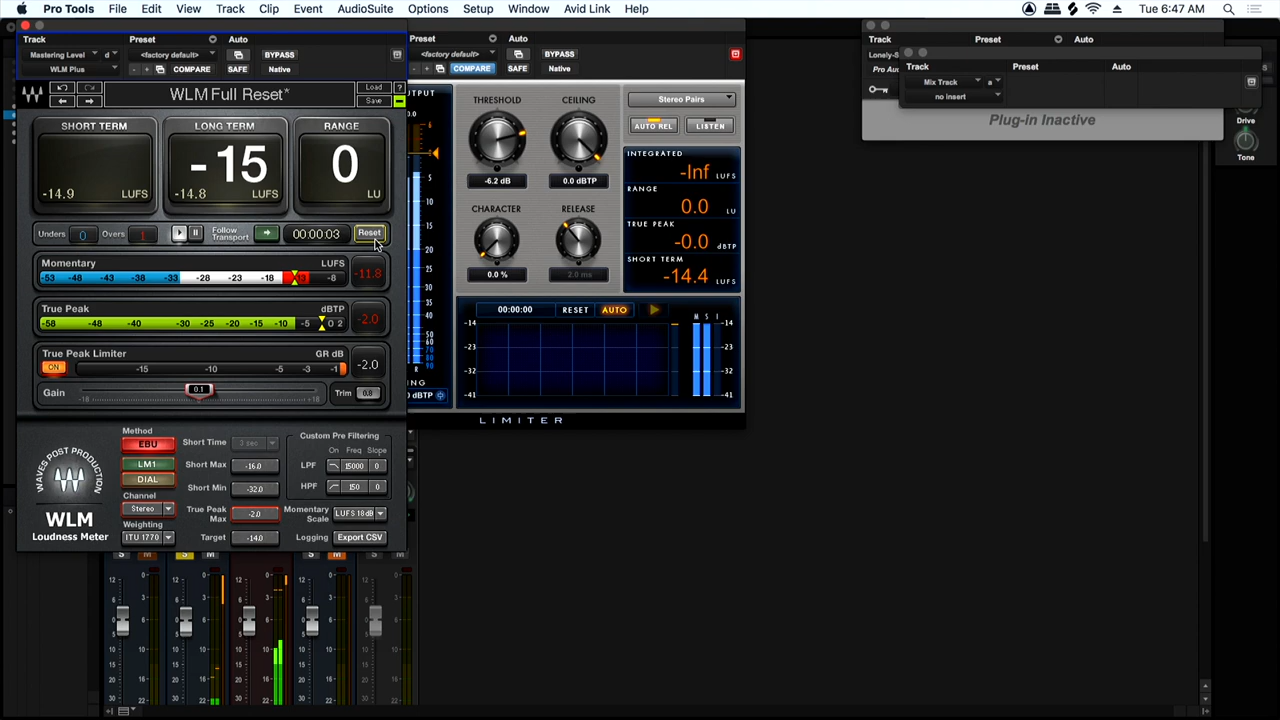 Pro Tools File Edit View Track Clip Event AudioSuite Options Setup Window Avid Link Help Tue 6:47 AM
Track Preset Auto
Mastering Level d <factory default> BYPASS
WLM Plus - + COMPARE SAFE Native
WLM Full Reset* Load ?
Save
SHORT TERM LONG TERM RANGE
-15 0
-14.9 LUFS -14.8 LUFS LU
Unders 0 Overs 1 Follow Transport 00:00:03 Reset
Momentary LUFS
-53 -48 -43 -38 -33 -28 -23 -18 -13 -8 -11.8
True Peak dBTP
-58 -48 -40 -30 -25 -20 -15 -10 -5 0 2 -2.0
True Peak Limiter GR dB
ON -15 -10 -5 -3 -1 -2.0
Gain -18 0.1 +18 Trim 0.8
WAVES POST PRODUCTION
WLM
Loudness Meter
Method
EBU
LM1
DIAL
Channel
Stereo
Weighting
ITU 1770
Short Time 3 sec
Short Max -16.0
Short Min -32.0
True Peak Max -2.0
Target -14.0
Custom Pre Filtering
On Freq Slope
LPF 15000 0
HPF 150 0
Momentary Scale LUFS 18dB
Logging Export CSV
Preset Auto
<factory default> BYPASS
COMPARE SAFE Native
THRESHOLD CEILING
-6.2 dB 0.0 dBTP
CHARACTER RELEASE
0.0 % 2.0 ms
Stereo Pairs
AUTO REL LISTEN
INTEGRATED
-Inf LUFS
RANGE
0.0 LU
TRUE PEAK
-0.0 dBTP
SHORT TERM
-14.4 LUFS
00:00:00 RESET AUTO
M S I
-14 -14
-23 -23
-32 -32
-41 -41
LIMITER
Track Preset Auto
Track Preset Auto
Mix Track a
no insert
Plug-in Inactive
Drive
Tone
S M S M S M